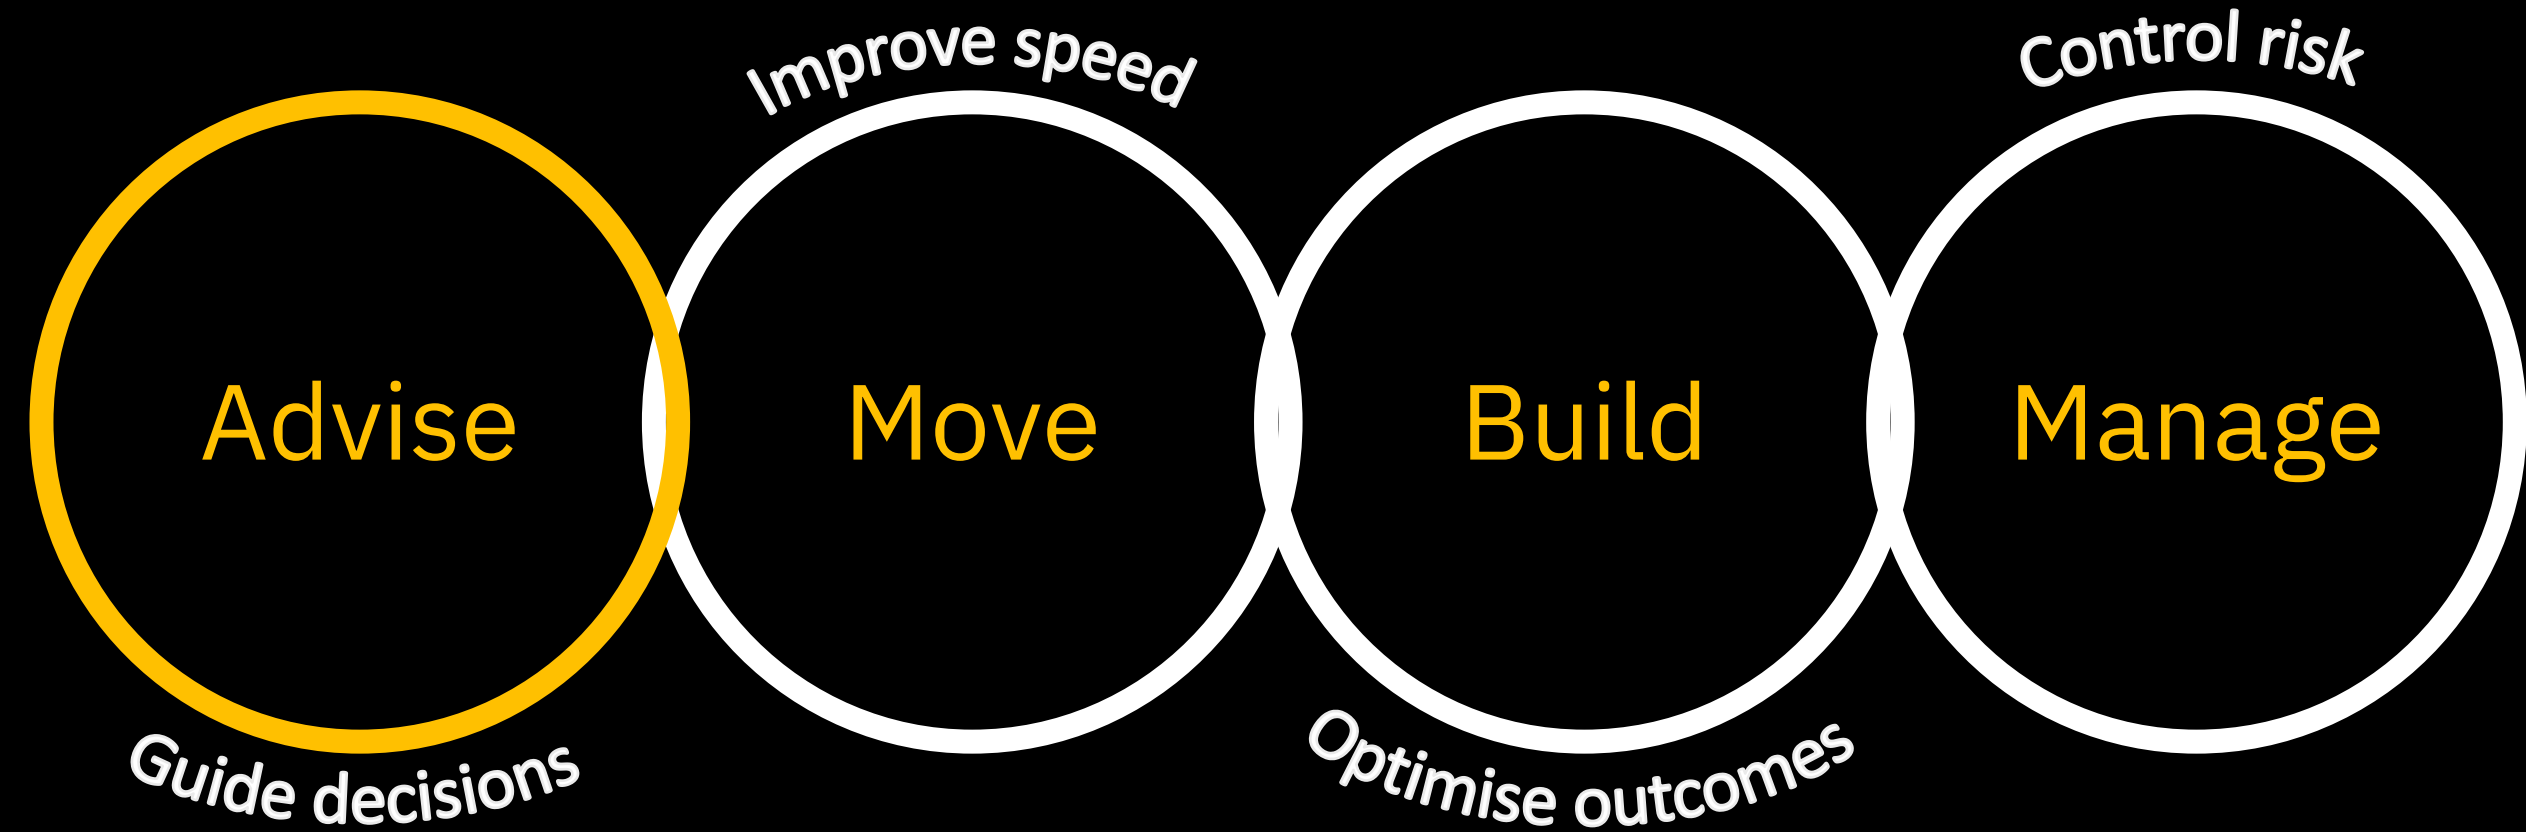 Improve speed
Control risk
Advise
Move
Build
Manage
Guide decisions
Optimise outcomes